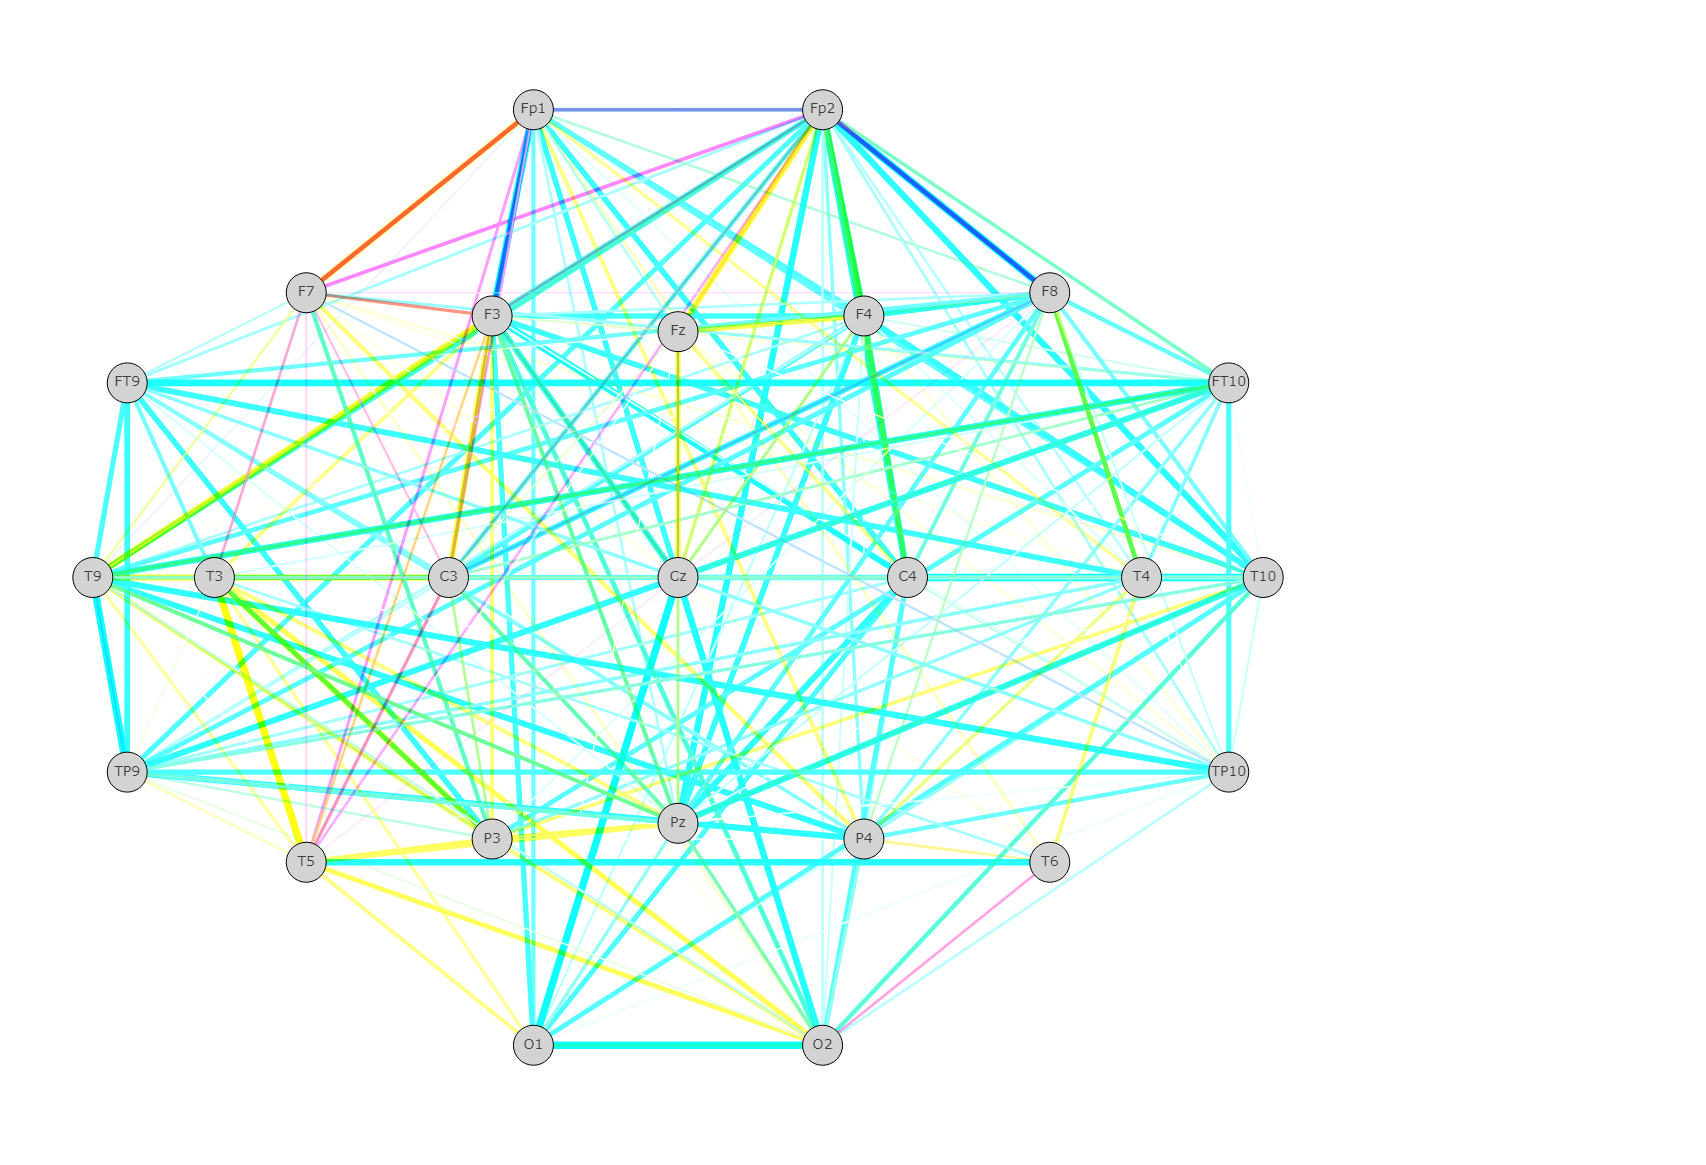 Fp1 Fp2
F7 F3 Fz F4 F8
FT9 FT10
T9 T3 C3 Cz C4 T4 T10
TP9 TP10
T5 P3 Pz P4 T6
O1 O2